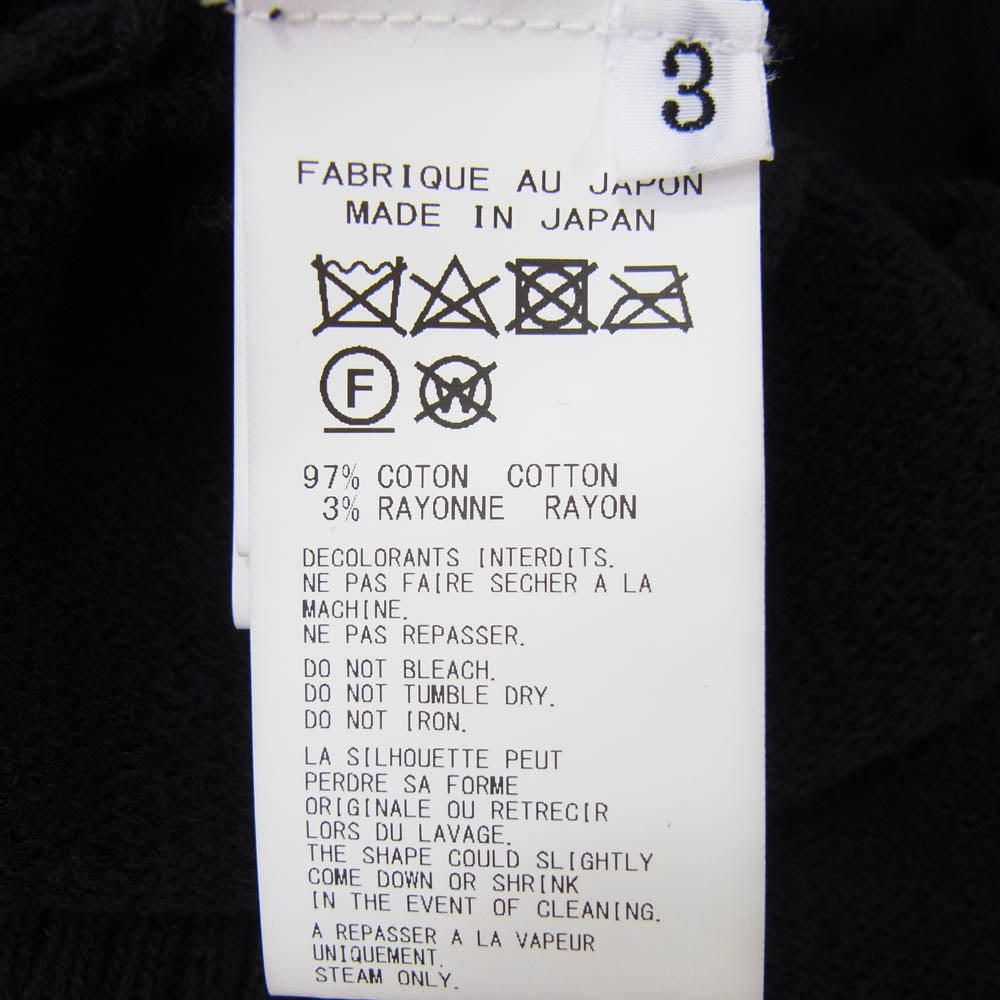 3
FABRIQUE AU JAPON
MADE IN JAPAN
F W
97% COTON COTTON
3% RAYONNE RAYON
DECOLORANTS INTERDITS.
NE PAS FAIRE SECHER A LA
MACHINE.
NE PAS REPASSER.
DO NOT BLEACH.
DO NOT TUMBLE DRY.
DO NOT IRON.
LA SILHOUETTE PEUT
PERDRE SA FORME
ORIGINALE OU RETRECIR
LORS DU LAVAGE.
THE SHAPE COULD SLIGHTLY
COME DOWN OR SHRINK
IN THE EVENT OF CLEANING.
A REPASSER A LA VAPEUR
UNIQUEMENT.
STEAM ONLY.